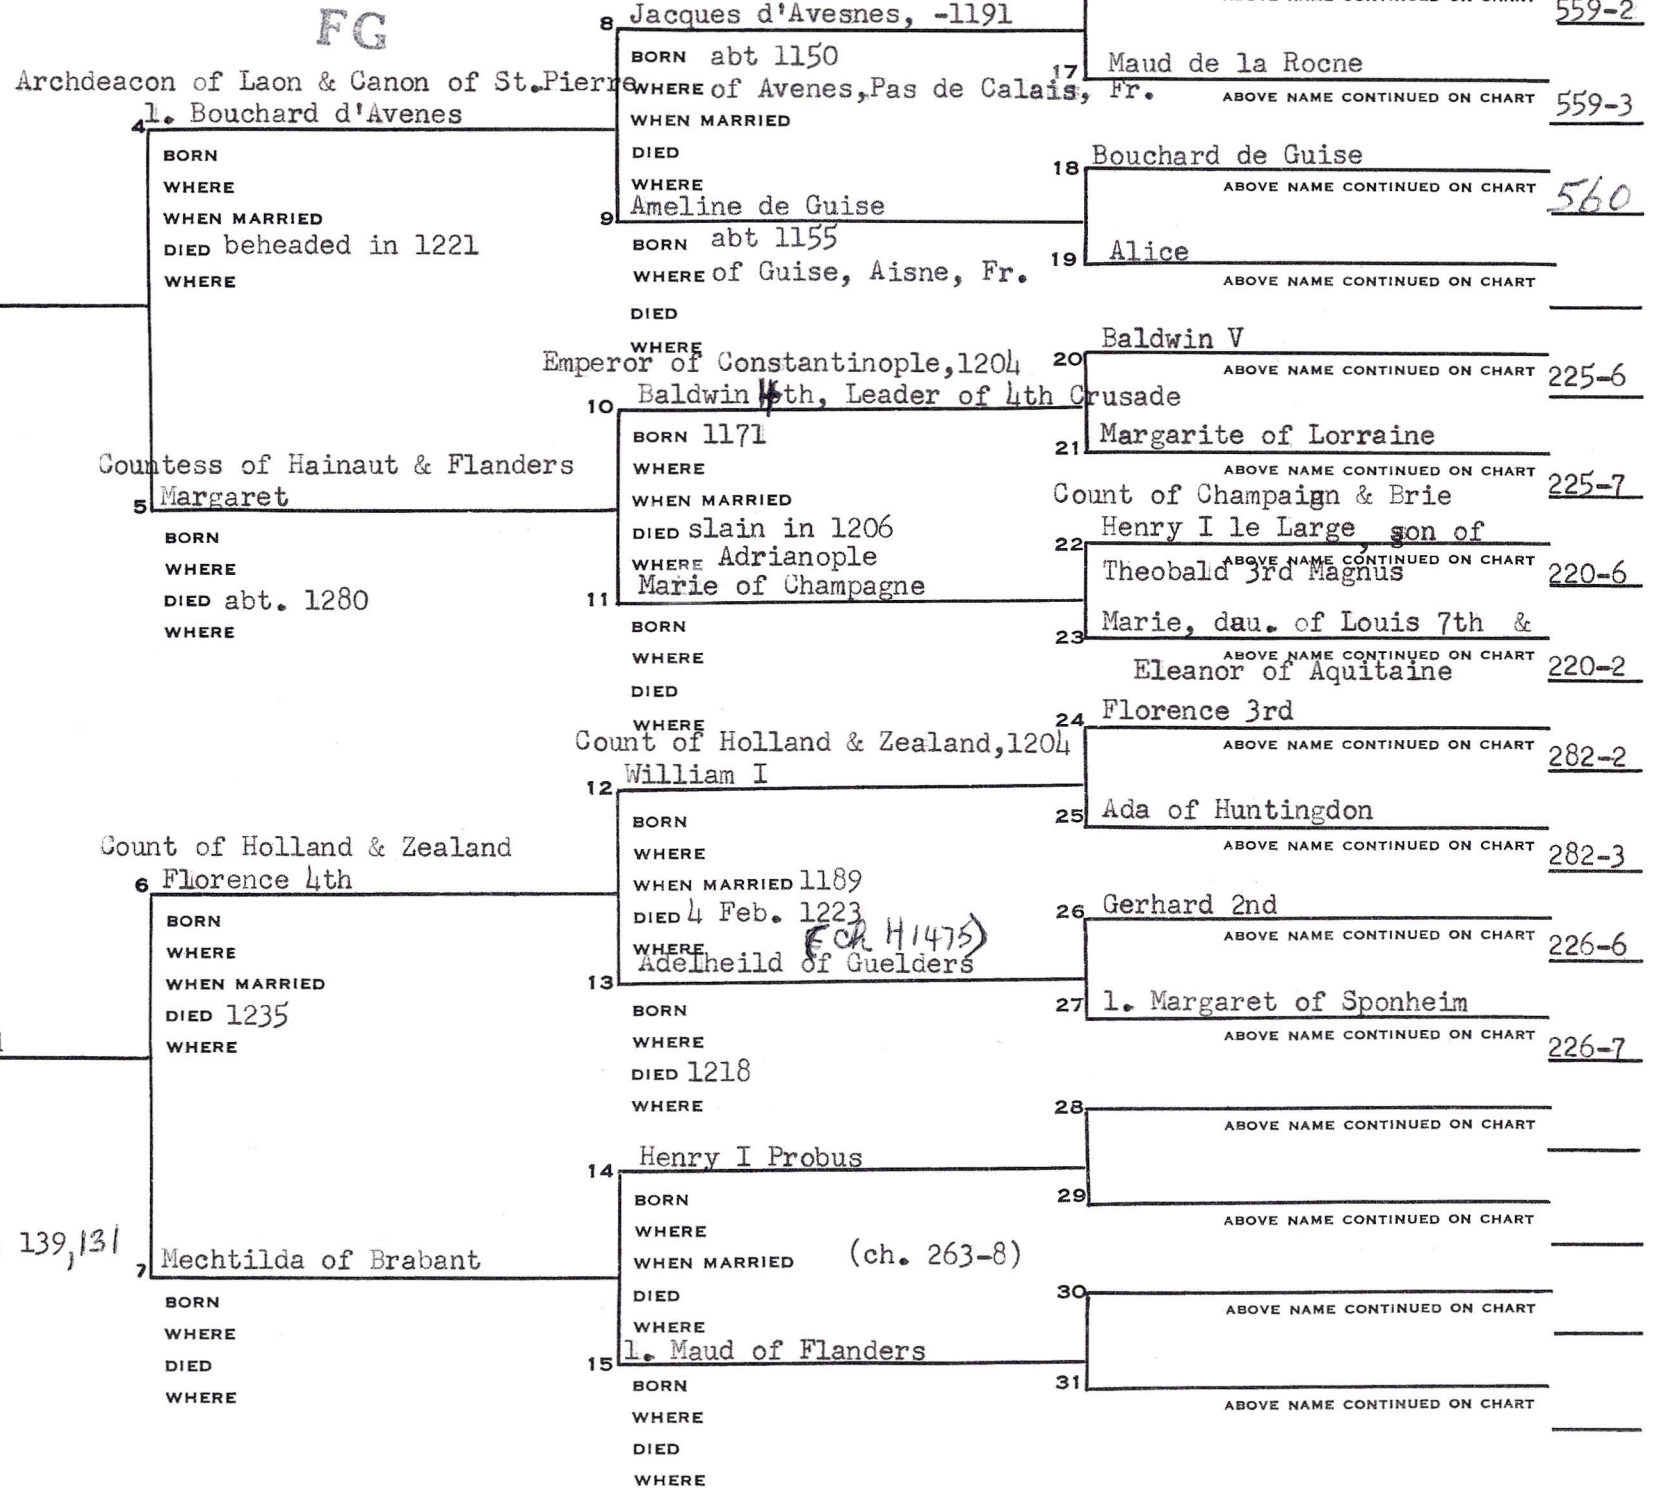 FG
Archdeacon of Laon & Canon of St.Pierre
4 1. Bouchard d'Avenes
BORN
WHERE
WHEN MARRIED
DIED beheaded in 1221
WHERE
Countess of Hainaut & Flanders
5 Margaret
BORN
WHERE
DIED abt. 1280
WHERE
Count of Holland & Zealand
6 Florence 4th
BORN
WHERE
WHEN MARRIED
DIED 1235
WHERE
139,131
7 Mechtilda of Brabant
BORN
WHERE
DIED
WHERE
8 Jacques d'Avesnes, -1191
BORN abt 1150
WHERE of Avenes, Pas de Calais, Fr.
WHEN MARRIED
DIED
WHERE
9 Ameline de Guise
BORN abt 1155
WHERE of Guise, Aisne, Fr.
DIED
WHERE
Emperor of Constantinople,1204
10 Baldwin th, Leader of 4th Crusade
BORN 1171
WHERE
WHEN MARRIED
DIED slain in 1206
WHERE Adrianople
11 Marie of Champagne
BORN
WHERE
DIED
WHERE
Count of Holland & Zealand,1204
12 William I
BORN
WHERE
WHEN MARRIED 1189
DIED 4 Feb. 1223
WHERE (Ch H1475)
13 Adelheild of Guelders
BORN
WHERE
DIED 1218
WHERE
14 Henry I Probus
BORN
WHERE
WHEN MARRIED (ch. 263-8)
DIED
WHERE
15 1. Maud of Flanders
BORN
WHERE
DIED
WHERE
ABOVE NAME CONTINUED ON CHART 559-2
17 Maud de la Rocne
ABOVE NAME CONTINUED ON CHART 559-3
18 Bouchard de Guise
ABOVE NAME CONTINUED ON CHART 560
19 Alice
ABOVE NAME CONTINUED ON CHART
20 Baldwin V
ABOVE NAME CONTINUED ON CHART 225-6
21 Margarite of Lorraine
ABOVE NAME CONTINUED ON CHART 225-7
Count of Champaign & Brie
22 Henry I le Large, son of
ABOVE NAME CONTINUED ON CHART 220-6
Theobald 3rd Magnus
23 Marie, dau. of Louis 7th &
ABOVE NAME CONTINUED ON CHART 220-2
Eleanor of Aquitaine
24 Florence 3rd
ABOVE NAME CONTINUED ON CHART 282-2
25 Ada of Huntingdon
ABOVE NAME CONTINUED ON CHART 282-3
26 Gerhard 2nd
ABOVE NAME CONTINUED ON CHART 226-6
27 1. Margaret of Sponheim
ABOVE NAME CONTINUED ON CHART 226-7
28
ABOVE NAME CONTINUED ON CHART
29
ABOVE NAME CONTINUED ON CHART
30
ABOVE NAME CONTINUED ON CHART
31
ABOVE NAME CONTINUED ON CHART